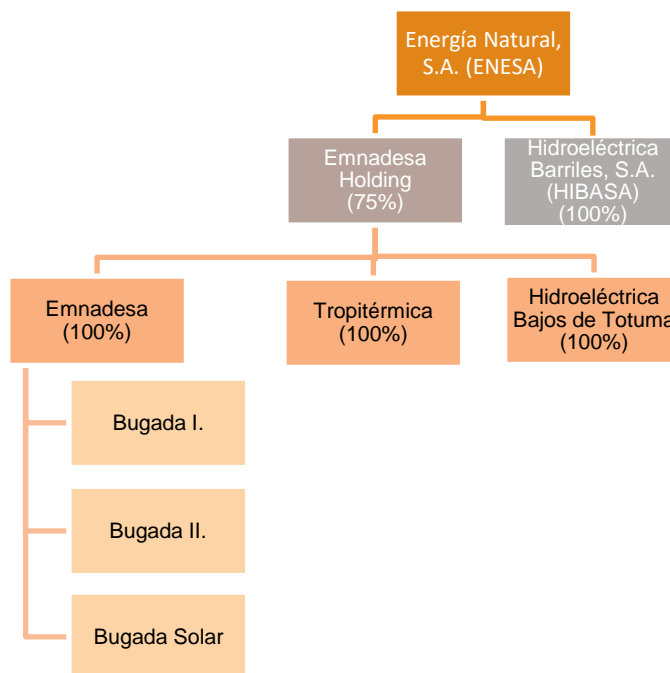 Energía Natural,
S.A. (ENESA)
Emnadesa
Holding
(75%)
Hidroeléctrica
Barriles, S.A.
(HIBASA)
(100%)
Emnadesa
(100%)
Tropitérmica
(100%)
Hidroeléctrica
Bajos de Totuma
(100%)
Bugada I.
Bugada II.
Bugada Solar